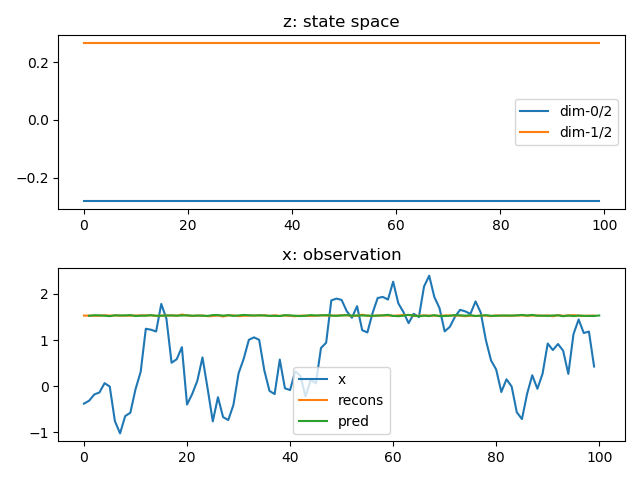 z: state space
0.2
0.0
−0.2
dim-0/2
dim-1/2
0 20 40 60 80 100
x: observation
2
1
0
−1
x
recons
pred
0 20 40 60 80 100